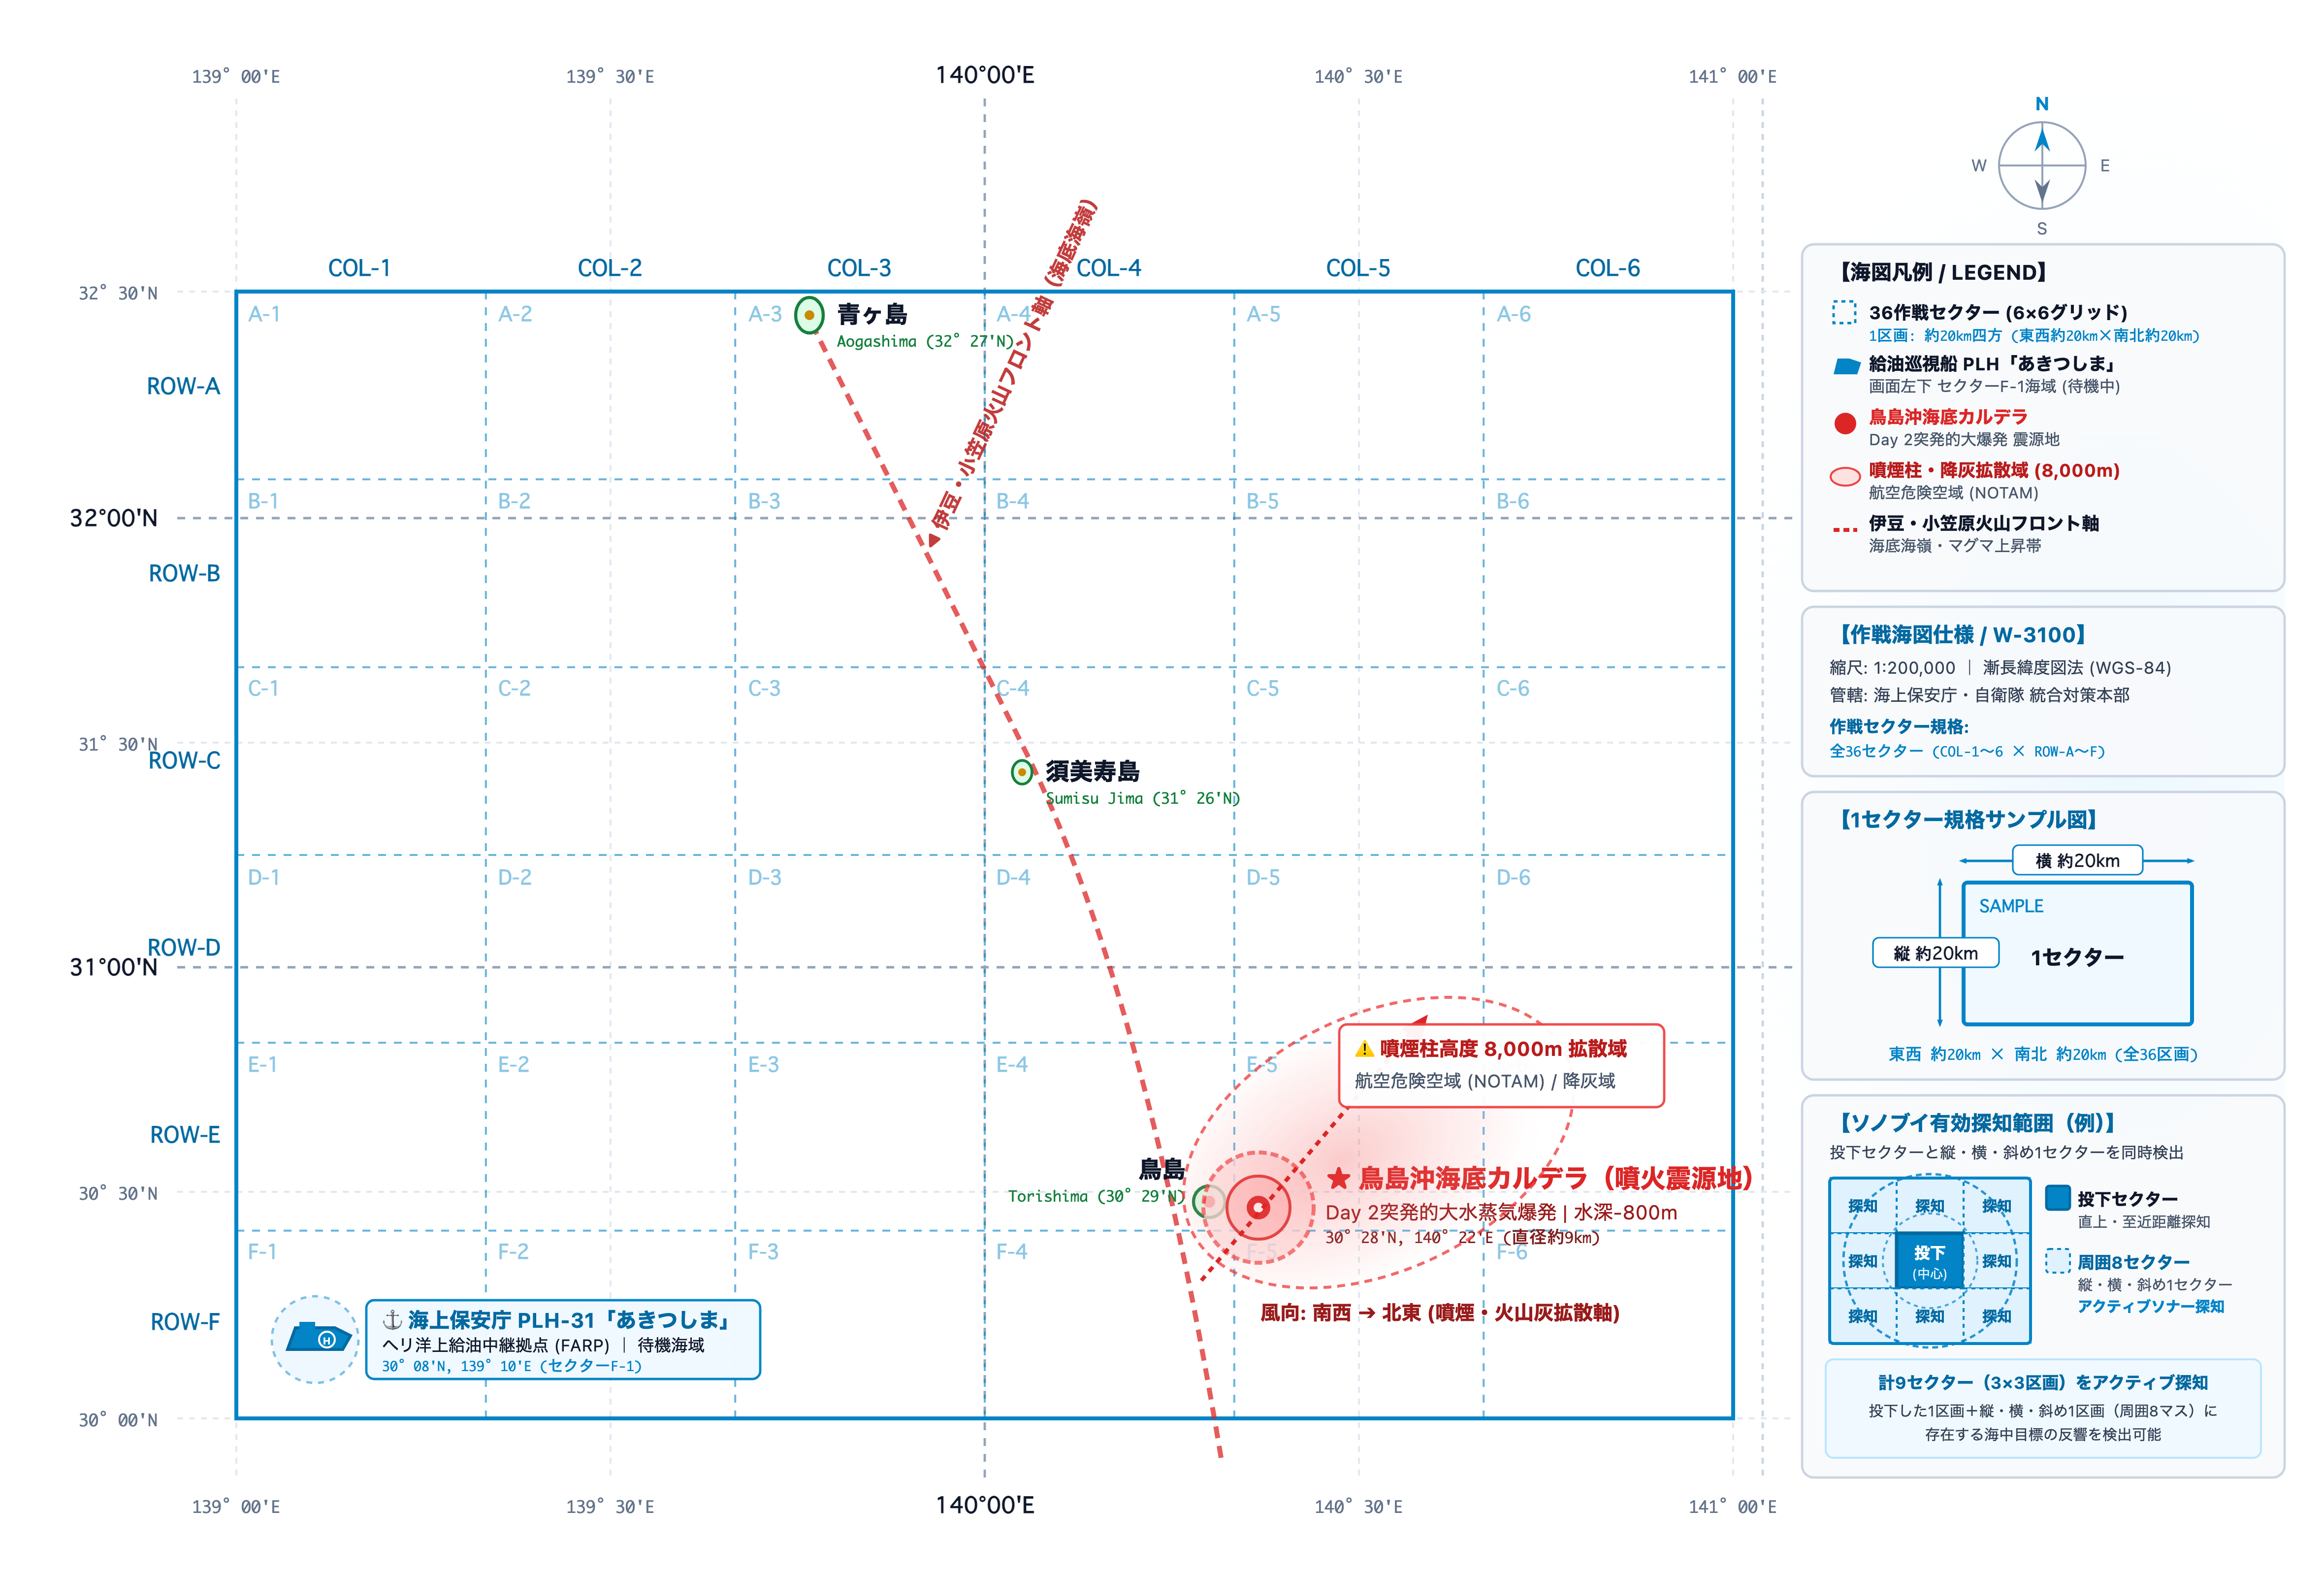 139° 00'E
139° 30'E
140°00'E
140° 30'E
141° 00'E
COL-1
COL-2
COL-3
COL-4
COL-5
COL-6
32° 30'N
32°00'N
31° 30'N
31°00'N
30° 30'N
30° 00'N
ROW-A
ROW-B
ROW-C
ROW-D
ROW-E
ROW-F
A-1
A-2
A-3
A-4
A-5
A-6
B-1
B-2
B-3
B-4
B-5
B-6
C-1
C-2
C-3
C-4
C-5
C-6
D-1
D-2
D-3
D-4
D-5
D-6
E-1
E-2
E-3
E-4
E-5
F-1
F-2
F-3
F-4
F-5
F-6
青ヶ島
Aogashima (32° 27'N)
伊豆・小笠原火山フロント軸 (海底海嶺)
須美寿島
Sumisu Jima (31° 26'N)
⚠ 噴煙柱高度 8,000m 拡散域
航空危険空域 (NOTAM) / 降灰域
鳥島
Torishima (30° 29'N)
★ 鳥島沖海底カルデラ（噴火震源地）
Day 2突発的大水蒸気爆発 | 水深-800m
30° 28'N, 140° 22'E (直径約9km)
風向: 南西 → 北東 (噴煙・火山灰拡散軸)
H
⚓ 海上保安庁 PLH-31「あきつしま」
ヘリ洋上給油中継拠点 (FARP) ｜ 待機海域
30° 08'N, 139° 10'E (セクターF-1)
139° 00'E
139° 30'E
140°00'E
140° 30'E
141° 00'E
N
W
E
S
【海図凡例 / LEGEND】
36作戦セクター (6×6グリッド)
1区画: 約20km四方 (東西約20km×南北約20km)
給油巡視船 PLH「あきつしま」
画面左下 セクターF-1海域 (待機中)
鳥島沖海底カルデラ
Day 2突発的大爆発 震源地
噴煙柱・降灰拡散域 (8,000m)
航空危険空域 (NOTAM)
伊豆・小笠原火山フロント軸
海底海嶺・マグマ上昇帯
【作戦海図仕様 / W-3100】
縮尺: 1:200,000 ｜ 漸長緯度図法 (WGS-84)
管轄: 海上保安庁・自衛隊 統合対策本部
作戦セクター規格:
全36セクター (COL-1〜6 × ROW-A〜F)
【1セクター規格サンプル図】
横 約20km
SAMPLE
縦 約20km
1セクター
東西 約20km × 南北 約20km (全36区画)
【ソノブイ有効探知範囲（例）】
投下セクターと縦・横・斜め1セクターを同時検出
探知
探知
探知
探知
投下
(中心)
探知
探知
探知
探知
投下セクター
直上・至近距離探知
周囲8セクター
縦・横・斜め1セクター
アクティブソナー探知
計9セクター（3×3区画）をアクティブ探知
投下した1区画＋縦・横・斜め1区画（周囲8マス）に
存在する海中目標の反響を検出可能